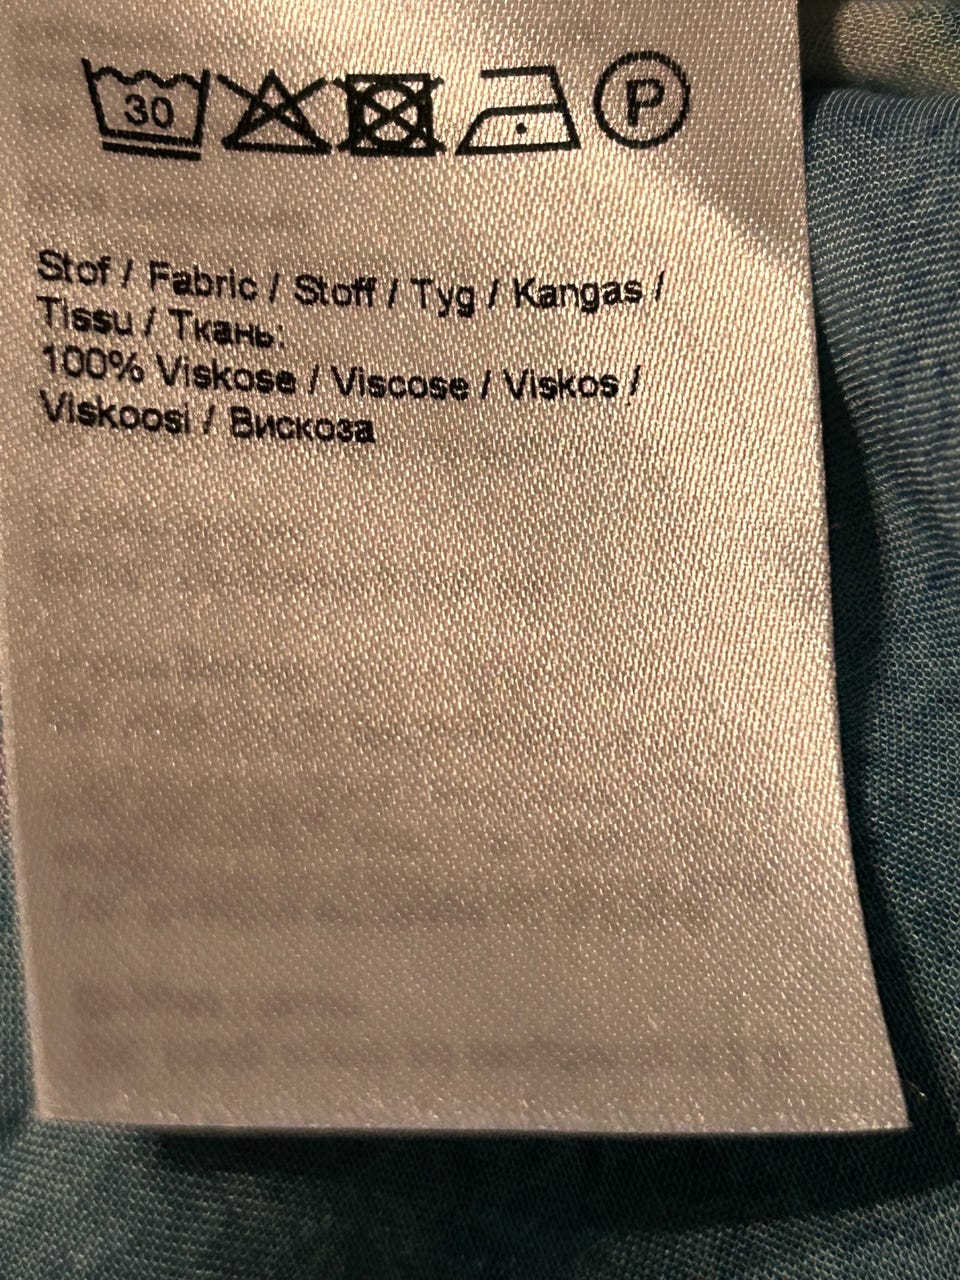 30 P
Stof / Fabric / Stoff / Tyg / Kangas /
Tissu / Ткань:
100% Viskose / Viscose / Viskos /
Viskoosi / Вискоза